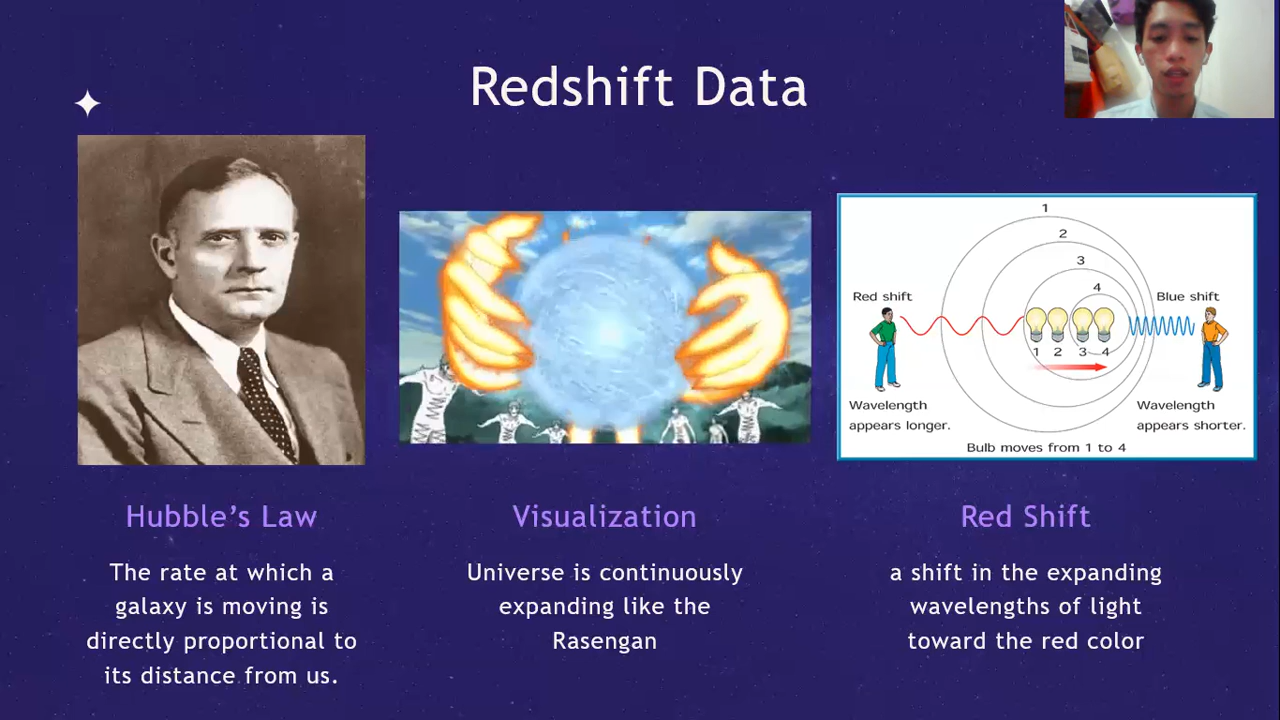 Redshift Data
Hubble's Law
The rate at which a
galaxy is moving is
directly proportional to
its distance from us.
Visualization
Universe is continuously
expanding like the
Rasengan
1
2
3
4
Red shift
Blue shift
1 2 3 4
Wavelength
appears longer.
Wavelength
appears shorter.
Bulb moves from 1 to 4
Red Shift
a shift in the expanding
wavelengths of light
toward the red color